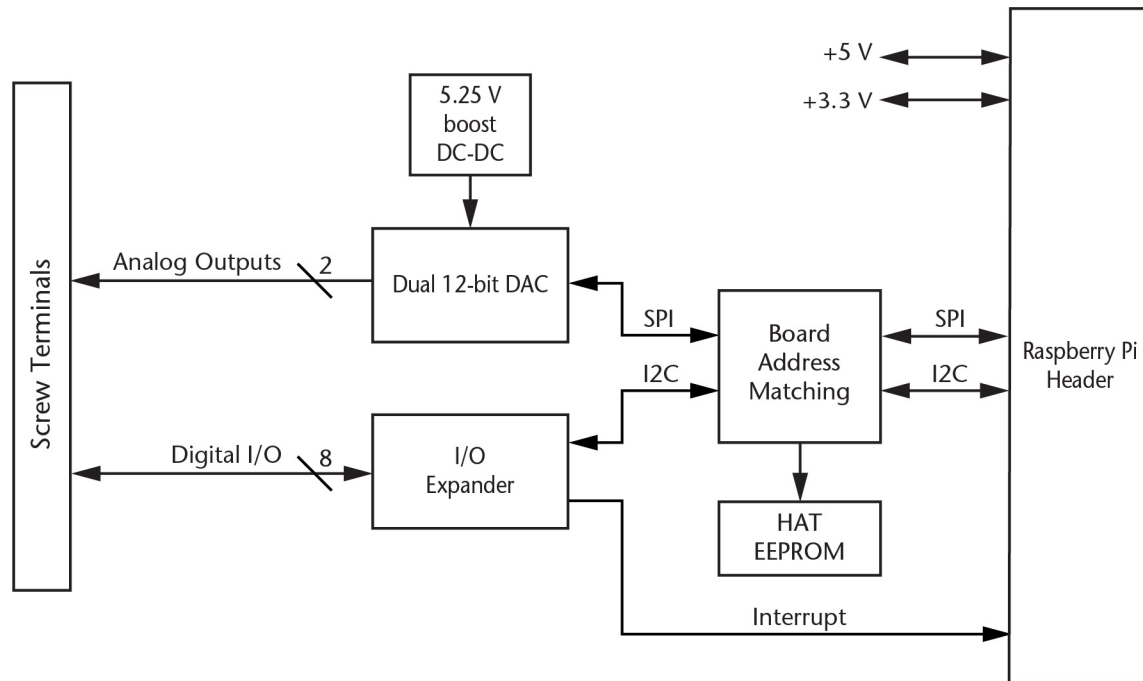 +5 V
+3.3 V
5.25 V
boost
DC-DC
Analog Outputs
2
Dual 12-bit DAC
SPI
Board
Address
Matching
SPI
I2C
I2C
Raspberry Pi
Header
Screw Terminals
Digital I/O
8
I/O
Expander
HAT
EEPROM
Interrupt